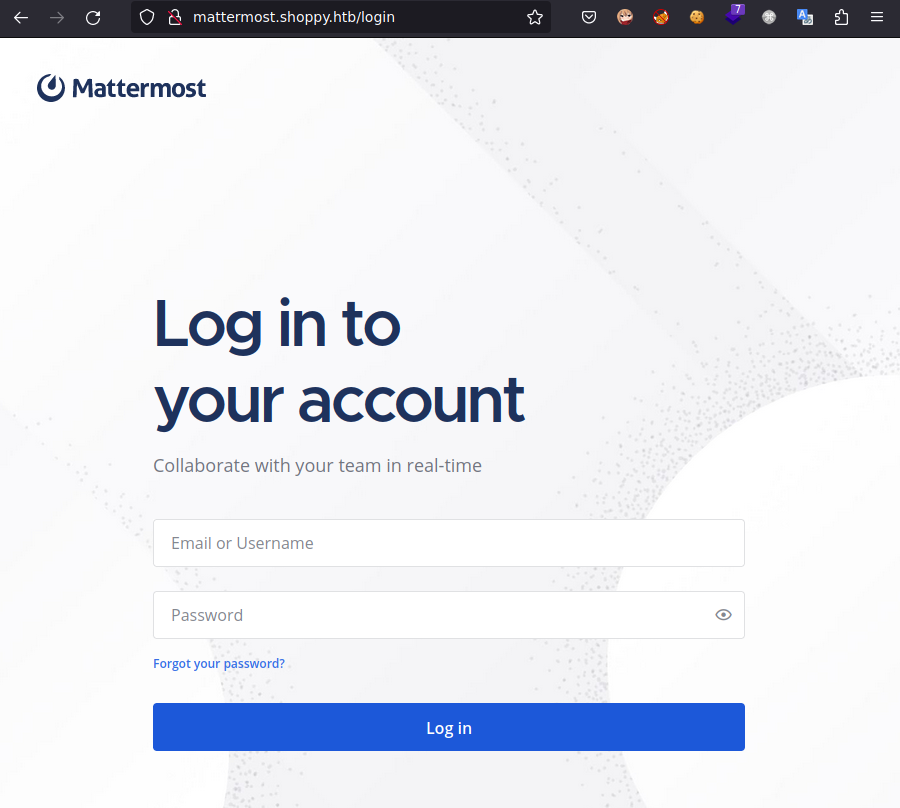 mattermost.shoppy.htb/login
7
Mattermost
Log in to
your account
Collaborate with your team in real-time
Email or Username
Password
Forgot your password?
Log in